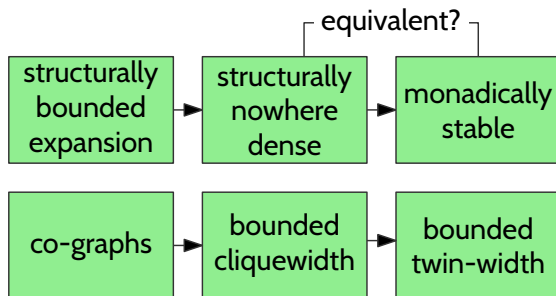 equivalent?
structurally
bounded
expansion
structurally
nowhere
dense
monadically
stable
co-graphs
bounded
cliquewidth
bounded
twin-width